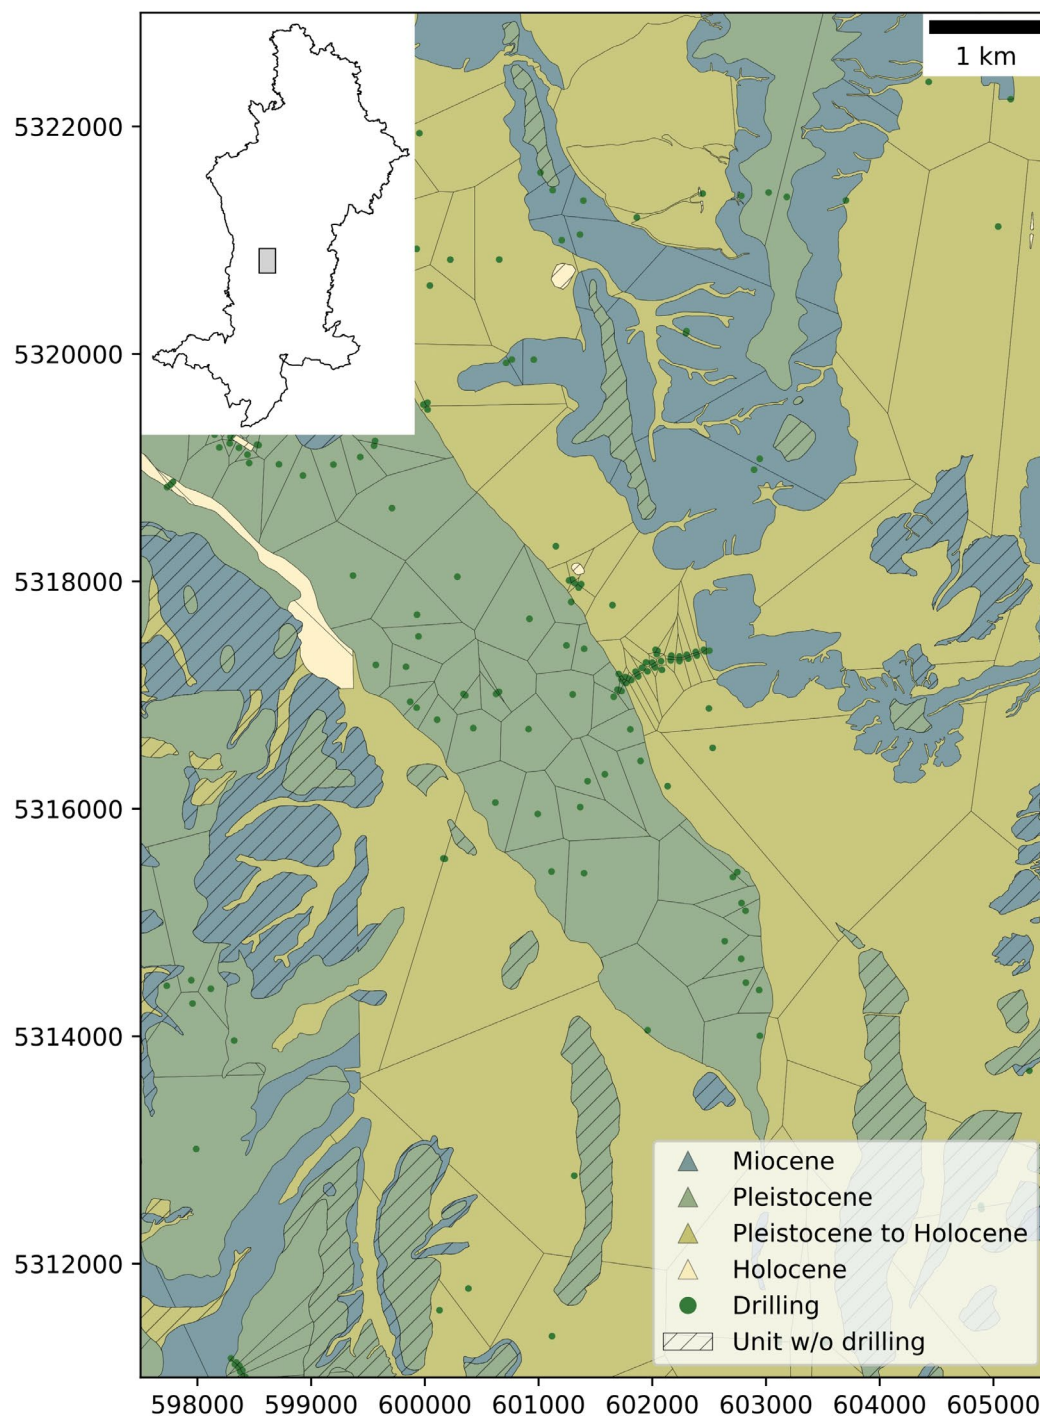 1 km
5322000
5320000
5318000
5316000
5314000
5312000
Miocene
Pleistocene
Pleistocene to Holocene
Holocene
Drilling
Unit w/o drilling
598000 599000 600000 601000 602000 603000 604000 605000